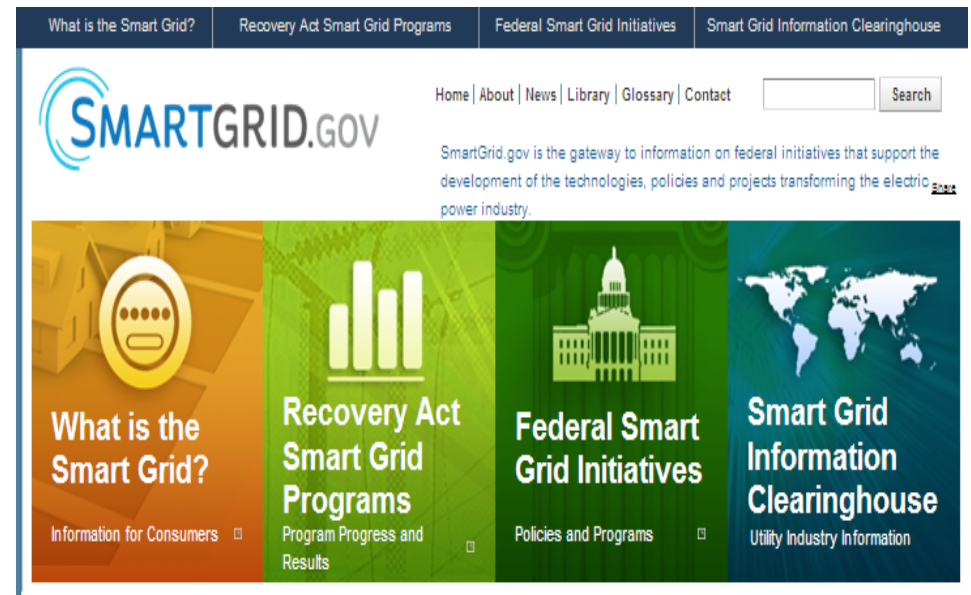 What is the Smart Grid? Recovery Act Smart Grid Programs Federal Smart Grid Initiatives Smart Grid Information Clearinghouse
SMARTGRID.GOV
Home | About | News | Library | Glossary | Contact Search
SmartGrid.gov is the gateway to information on federal initiatives that support the
development of the technologies, policies and projects transforming the electric
power industry.
Share
What is the
Smart Grid?
Information for Consumers
Recovery Act
Smart Grid
Programs
Program Progress and
Results
Federal Smart
Grid Initiatives
Policies and Programs
Smart Grid
Information
Clearinghouse
Utility Industry Information